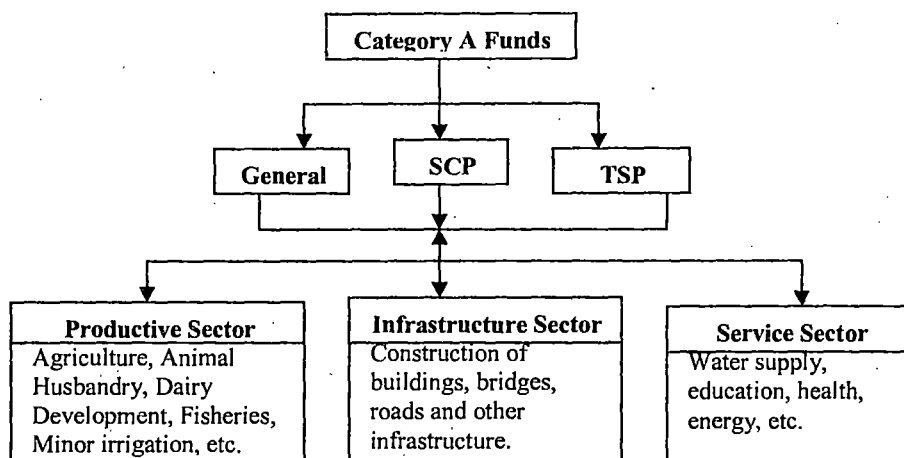 Category A Funds
General
SCP
TSP
Productive Sector
Agriculture, Animal
Husbandry, Dairy
Development, Fisheries,
Minor irrigation, etc.
Infrastructure Sector
Construction of
buildings, bridges,
roads and other
infrastructure.
Service Sector
Water supply,
education, health,
energy, etc.